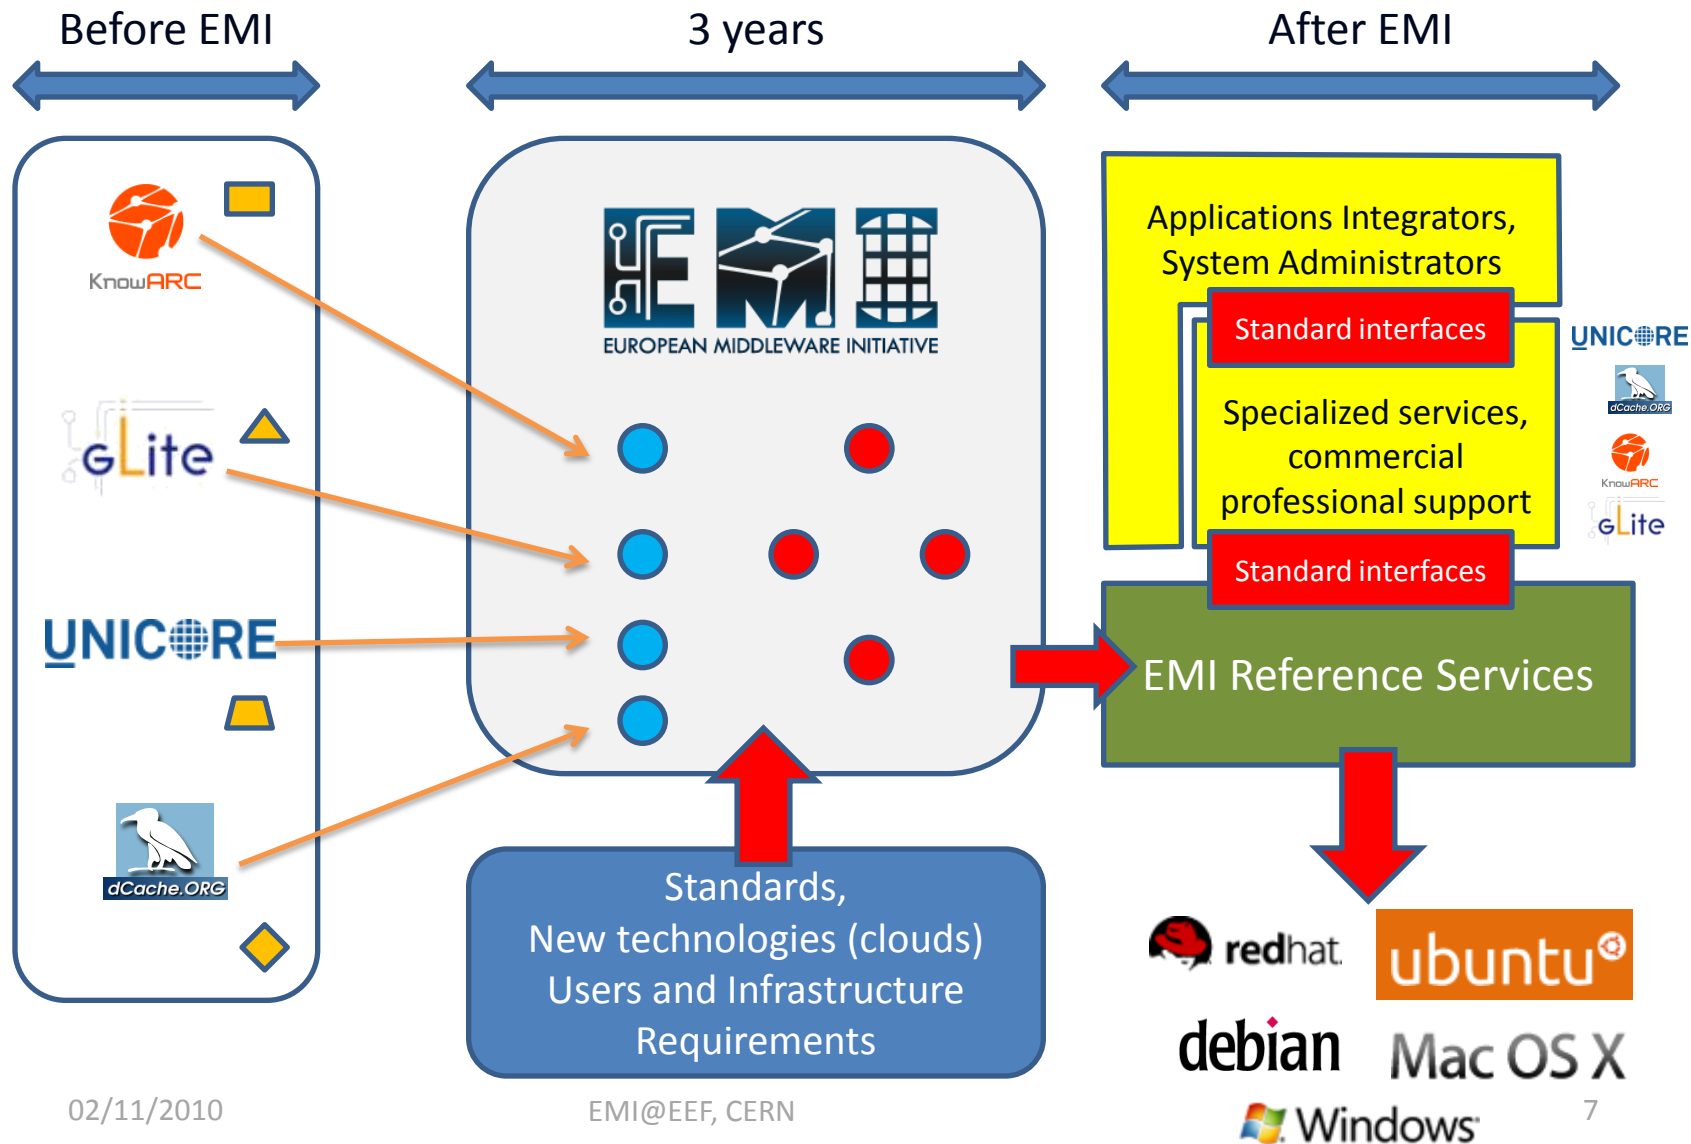 Before EMI
3 years
After EMI
KnowARC
gLite
UNICORE
dCache.ORG
EMI
EUROPEAN MIDDLEWARE INITIATIVE
Standards,
New technologies (clouds)
Users and Infrastructure
Requirements
Applications Integrators,
System Administrators
Standard interfaces
Specialized services,
commercial
professional support
Standard interfaces
UNICORE
dCache.ORG
KnowARC
gLite
EMI Reference Services
redhat.
ubuntu
debian
Mac OS X
Windows
02/11/2010
EMI@EEF, CERN
7